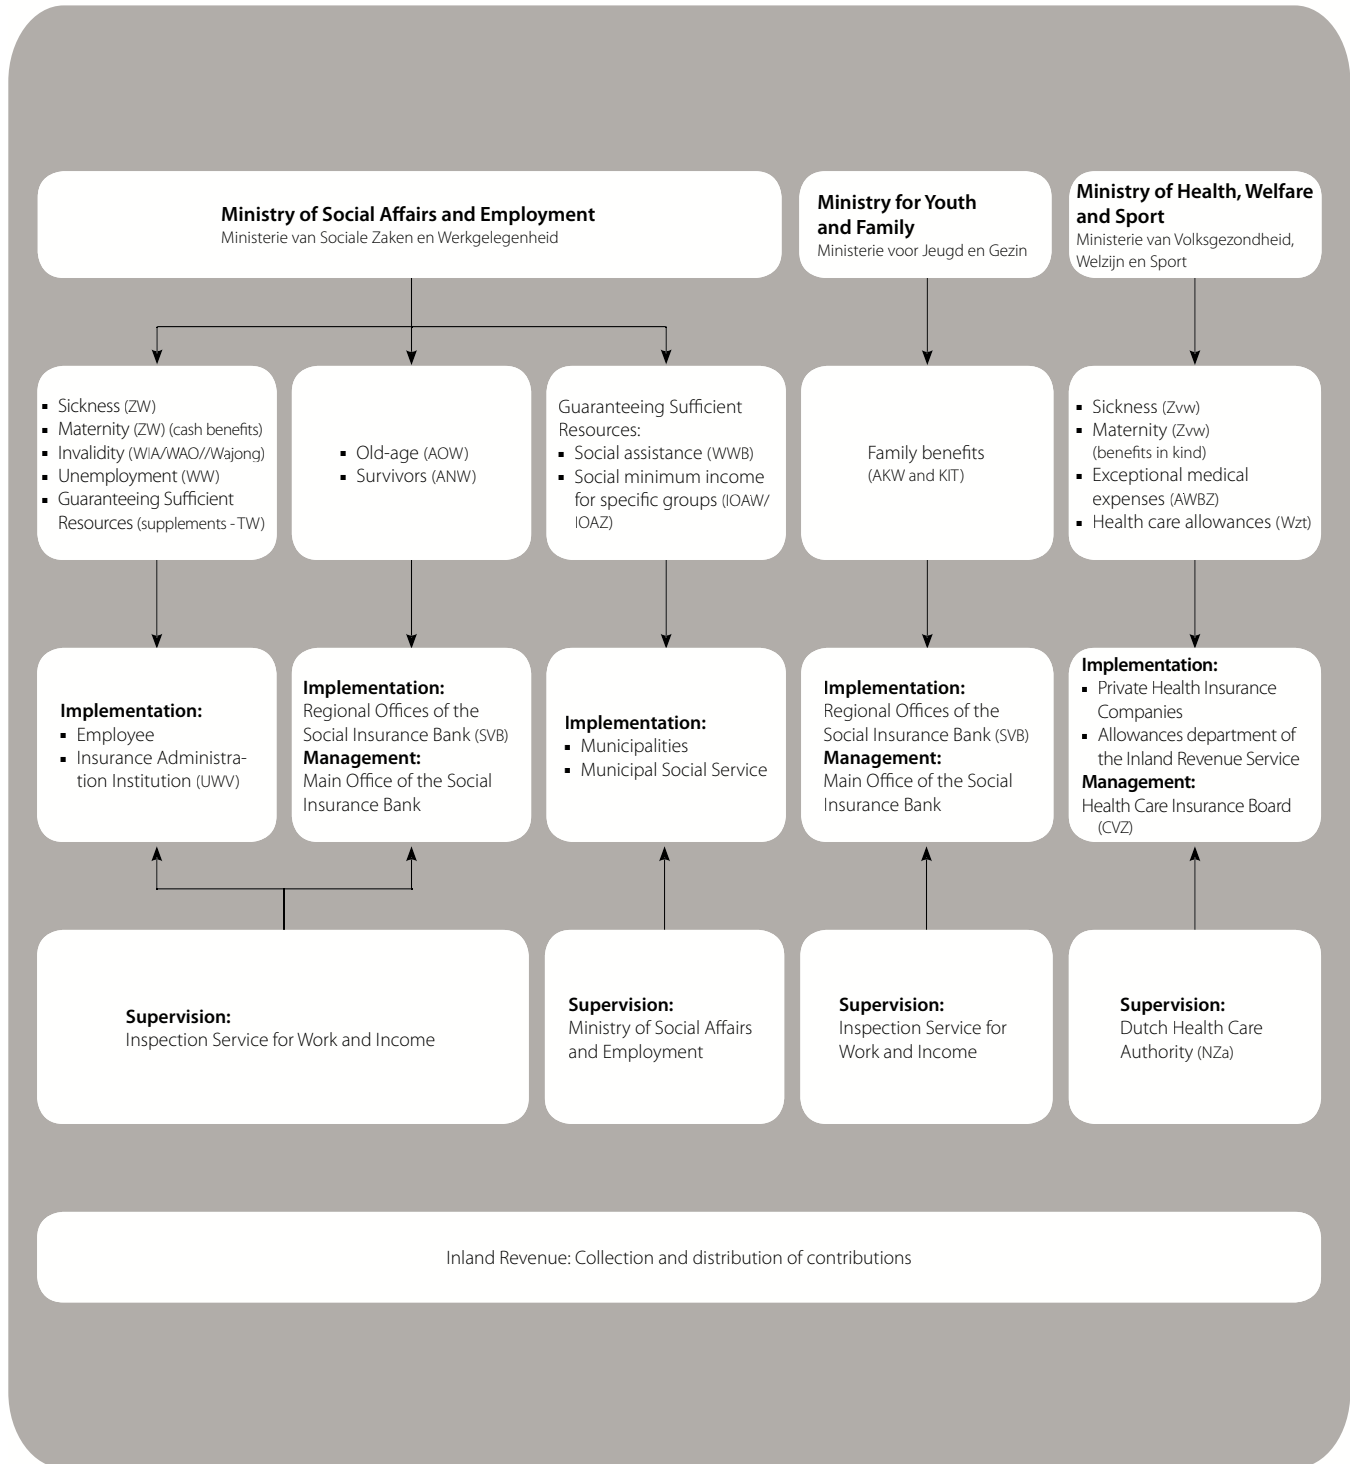 Ministry of Social Affairs and Employment
Ministerie van Sociale Zaken en Werkgelegenheid
Ministry for Youth
and Family
Ministerie voor Jeugd en Gezin
Ministry of Health, Welfare
and Sport
Ministerie van Volksgezondheid,
Welzijn en Sport
▪ Sickness (ZW)
▪ Maternity (ZW) (cash benefits)
▪ Invalidity (WIA/WAO//Wajong)
▪ Unemployment (WW)
▪ Guaranteeing Sufficient
Resources (supplements - TW)
▪ Old-age (AOW)
▪ Survivors (ANW)
Guaranteeing Sufficient
Resources:
▪ Social assistance (WWB)
▪ Social minimum income
for specific groups (IOAW/
IOAZ)
Family benefits
(AKW and KIT)
▪ Sickness (Zvw)
▪ Maternity (Zvw)
(benefits in kind)
▪ Exceptional medical
expenses (AWBZ)
▪ Health care allowances (Wzt)
Implementation:
▪ Employee
▪ Insurance Administra-
tion Institution (UWV)
Implementation:
Regional Offices of the
Social Insurance Bank (SVB)
Management:
Main Office of the Social
Insurance Bank
Implementation:
▪ Municipalities
▪ Municipal Social Service
Implementation:
Regional Offices of the
Social Insurance Bank (SVB)
Management:
Main Office of the Social
Insurance Bank
Implementation:
▪ Private Health Insurance
Companies
▪ Allowances department of
the Inland Revenue Service
Management:
Health Care Insurance Board
(CVZ)
Supervision:
Inspection Service for Work and Income
Supervision:
Ministry of Social Affairs
and Employment
Supervision:
Inspection Service for
Work and Income
Supervision:
Dutch Health Care
Authority (NZa)
Inland Revenue: Collection and distribution of contributions